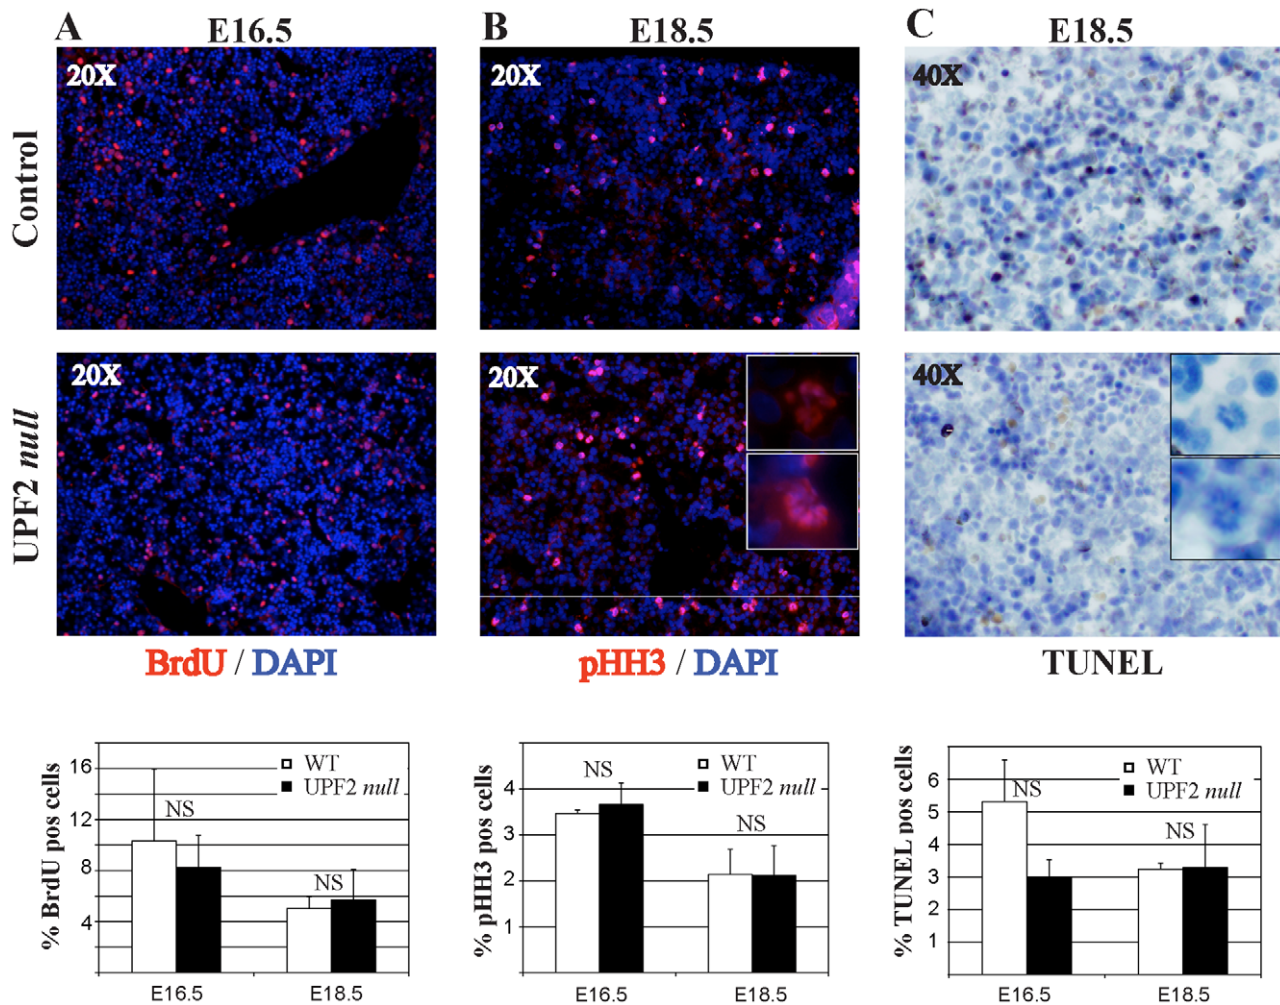 A E16.5
B E18.5
C E18.5
Control
20X
20X
40X
UPF2 null
20X
20X
40X
BrdU / DAPI
pHH3 / DAPI
TUNEL
% BrdU pos cells
16
12
8
4
WT
UPF2 null
NS
NS
E16.5 E18.5
% pHH3 pos cells
4
3
2
1
WT
UPF2 null
NS
NS
E16.5 E18.5
% TUNEL pos cells
6
5
4
3
2
1
WT
UPF2 null
NS
NS
E16.5 E18.5